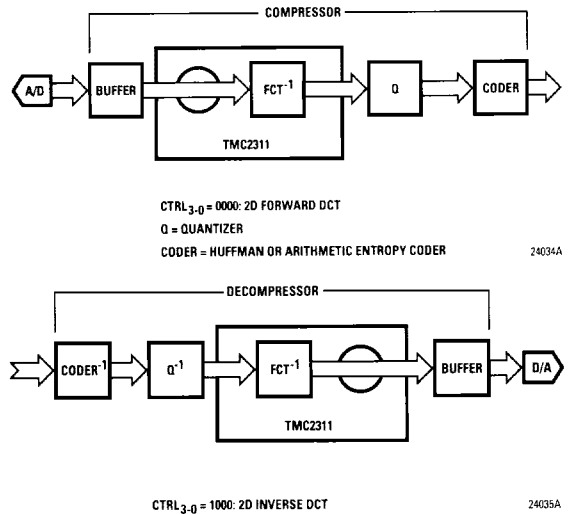 COMPRESSOR
A/D
BUFFER
FCT-1
Q
CODER
TMC2311
CTRL3-0 = 0000: 2D FORWARD DCT
Q = QUANTIZER
CODER = HUFFMAN OR ARITHMETIC ENTROPY CODER
24034A
DECOMPRESSOR
CODER-1
Q-1
FCT-1
BUFFER
D/A
TMC2311
CTRL3-0 = 1000: 2D INVERSE DCT
24035A